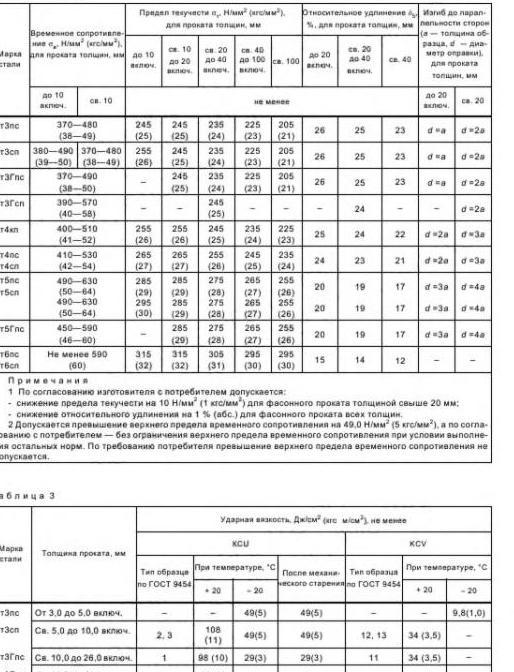 Марка стали
Временное сопротивление σв, Н/мм² (кгс/мм²), для проката толщин, мм
Предел текучести σт, Н/мм² (кгс/мм²), для проката толщин, мм
Относительное удлинение δ5, %, для проката толщин, мм
Изгиб до параллельности сторон (a — толщина образца, d — диаметр оправки), для проката толщин, мм
до 10 включ. св. 10 до 20 включ. св. 20 до 40 включ. св. 40 до 100 включ. св. 100 до 20 включ. св. 20 до 40 включ. св. 40
до 10 включ. св. 10 не менее до 20 включ. св. 20
т3пс 370—480 (38—49) 245 (25) 245 (25) 235 (24) 225 (23) 205 (21) 26 25 23 d =a d =2a
т3сп 380—490 (39—50) 370—480 (38—49) 255 (26) 245 (25) 235 (24) 225 (23) 205 (21) 26 25 23 d =a d =2a
т3Гпс 370—490 (38—50) – 245 (25) 235 (24) 225 (23) 205 (21) 26 25 23 d =a d =2a
т3Гсп 390—570 (40—58) – – 245 (25) – – – 24 – – d =2a
т4кп 400—510 (41—52) 255 (26) 255 (26) 245 (25) 235 (24) 225 (23) 25 24 22 d =2a d =3a
т4пс т4сп 410—530 (42—54) 265 (27) 265 (27) 255 (26) 245 (25) 235 (24) 24 23 21 d =2a d =3a
т5пс т5сп 490—630 (50—64) 285 (29) 285 (29) 275 (28) 265 (27) 255 (26) 20 19 17 d =3a d =4a
490—630 (50—64) 295 (30) 285 (29) 275 (28) 265 (27) 255 (26) 20 19 17 d =3a d =4a
т5Гпс 450—590 (46—60) – 285 (29) 275 (28) 265 (27) 255 (26) 20 19 17 d =3a d =4a
т6пс т6сп Не менее 590 (60) 315 (32) 315 (32) 305 (31) 295 (30) 295 (30) 15 14 12 – –
Примечания
1 По согласованию изготовителя с потребителем допускается:
- снижение предела текучести на 10 Н/мм² (1 кгс/мм²) для фасонного проката толщиной свыше 20 мм;
- снижение относительного удлинения на 1 % (абс.) для фасонного проката всех толщин.
2 Допускается превышение верхнего предела временного сопротивления на 49,0 Н/мм² (5 кгс/мм²), а по согла-
ованию с потребителем — без ограничения верхнего предела временного сопротивления при условии выполне-
ия остальных норм. По требованию потребителя превышение верхнего предела временного сопротивления не
опускается.
аблица 3
Марка стали
Толщина проката, мм
Ударная вязкость, Дж/см² (кгс м/см²), не менее
KCU KCV
Тип образца по ГОСТ 9454 При температуре, °С После механического старения Тип образца по ГОСТ 9454 При температуре, °С
+ 20 – 20 + 20 – 20
т3пс От 3,0 до 5,0 включ. – – 49(5) 49(5) – – 9,8(1,0)
т3сп Св. 5,0 до 10,0 включ. 2, 3 108 (11) 49(5) 49(5) 12, 13 34 (3,5) –
т3Гпс Св. 10,0 до 26,0 включ. 1 98 (10) 29(3) 29(3) 11 34 (3,5) –